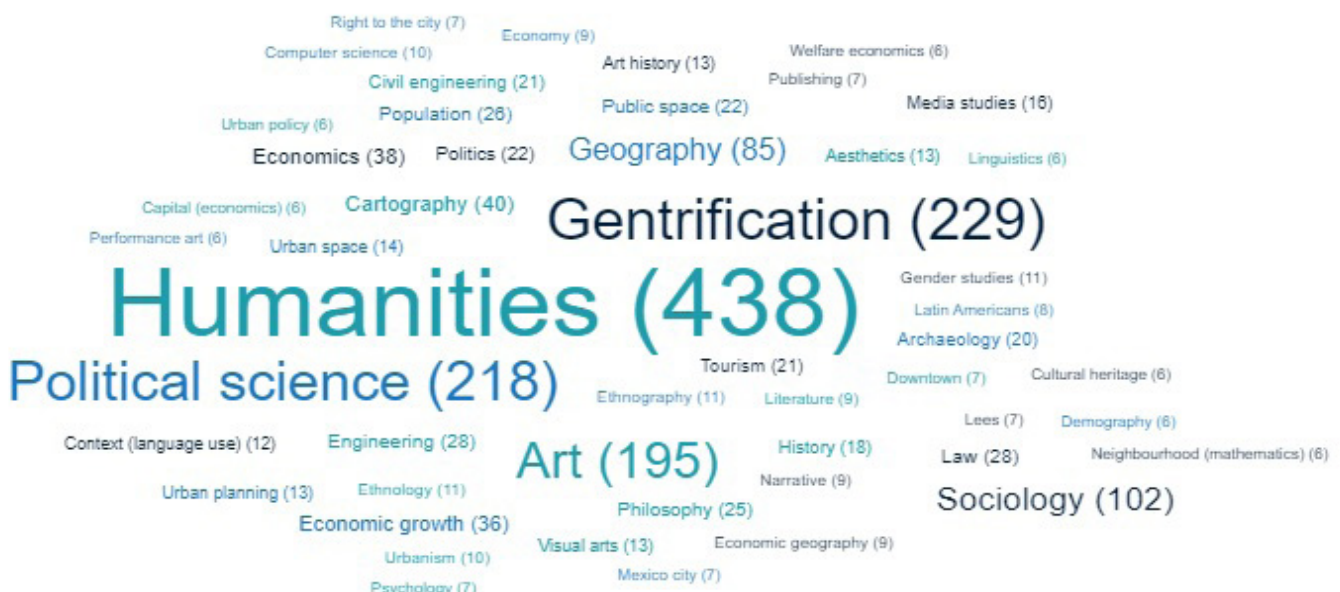 Right to the city (7)
Economy (9)
Computer science (10)
Art history (13)
Welfare economics (6)
Civil engineering (21)
Publishing (7)
Population (26)
Public space (22)
Media studies (16)
Urban policy (6)
Economics (38)
Politics (22)
Geography (85)
Aesthetics (13)
Linguistics (6)
Capital (economics) (6)
Cartography (40)
Gentrification (229)
Performance art (6)
Urban space (14)
Humanities (438)
Gender studies (11)
Latin Americans (8)
Archaeology (20)
Political science (218)
Tourism (21)
Downtown (7)
Cultural heritage (6)
Ethnography (11)
Literature (9)
Lees (7)
Demography (6)
Context (language use) (12)
Engineering (28)
Art (195)
History (18)
Law (28)
Neighbourhood (mathematics) (6)
Narrative (9)
Urban planning (13)
Ethnology (11)
Sociology (102)
Philosophy (25)
Economic growth (36)
Visual arts (13)
Economic geography (9)
Urbanism (10)
Mexico city (7)
Psychology (7)